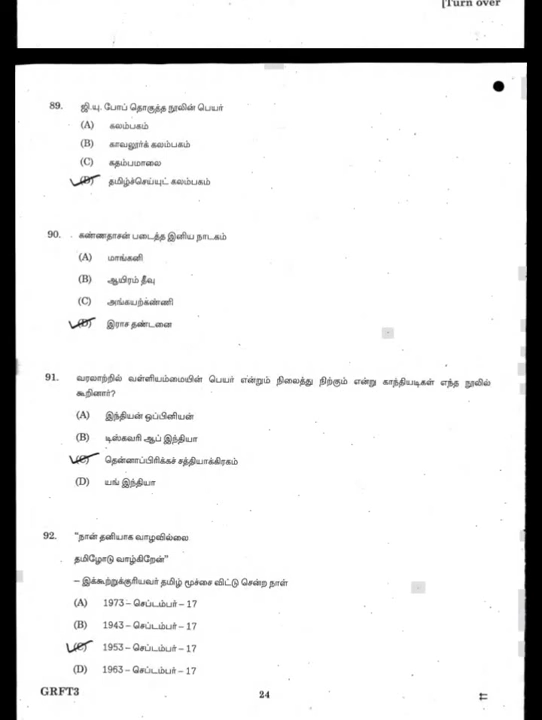 [Turn over
89. ஜி.யு. போப் தொகுத்த நூலின் பெயர்
(A) கலம்பகம்
(B) காவலூர்க் கலம்பகம்
(C) கதம்பமாலை
(D) தமிழ்ச்செய்யுட் கலம்பகம்
90. கண்ணதாசன் படைத்த இனிய நாடகம்
(A) மாங்கனி
(B) ஆயிரம் தீவு
(C) அங்கயற்கண்ணி
(D) இராச தண்டனை
91. வரலாற்றில் வள்ளியம்மையின் பெயர் என்றும் நிலைத்து நிற்கும் என்று காந்தியடிகள் எந்த நூலில்
கூறினார்?
(A) இந்தியன் ஒப்பினியன்
(B) டிஸ்கவரி ஆப் இந்தியா
(C) தென்னாப்பிரிக்கச் சத்தியாக்கிரகம்
(D) யங் இந்தியா
92. "நான் தனியாக வாழவில்லை
தமிழோடு வாழ்கிறேன்"
– இக்கூற்றுக்குரியவர் தமிழ் மூச்சை விட்டு சென்ற நாள்
(A) 1973 – செப்டம்பர் – 17
(B) 1943 – செப்டம்பர் – 17
(C) 1953 – செப்டம்பர் – 17
(D) 1963 – செப்டம்பர் – 17
GRFT3 24